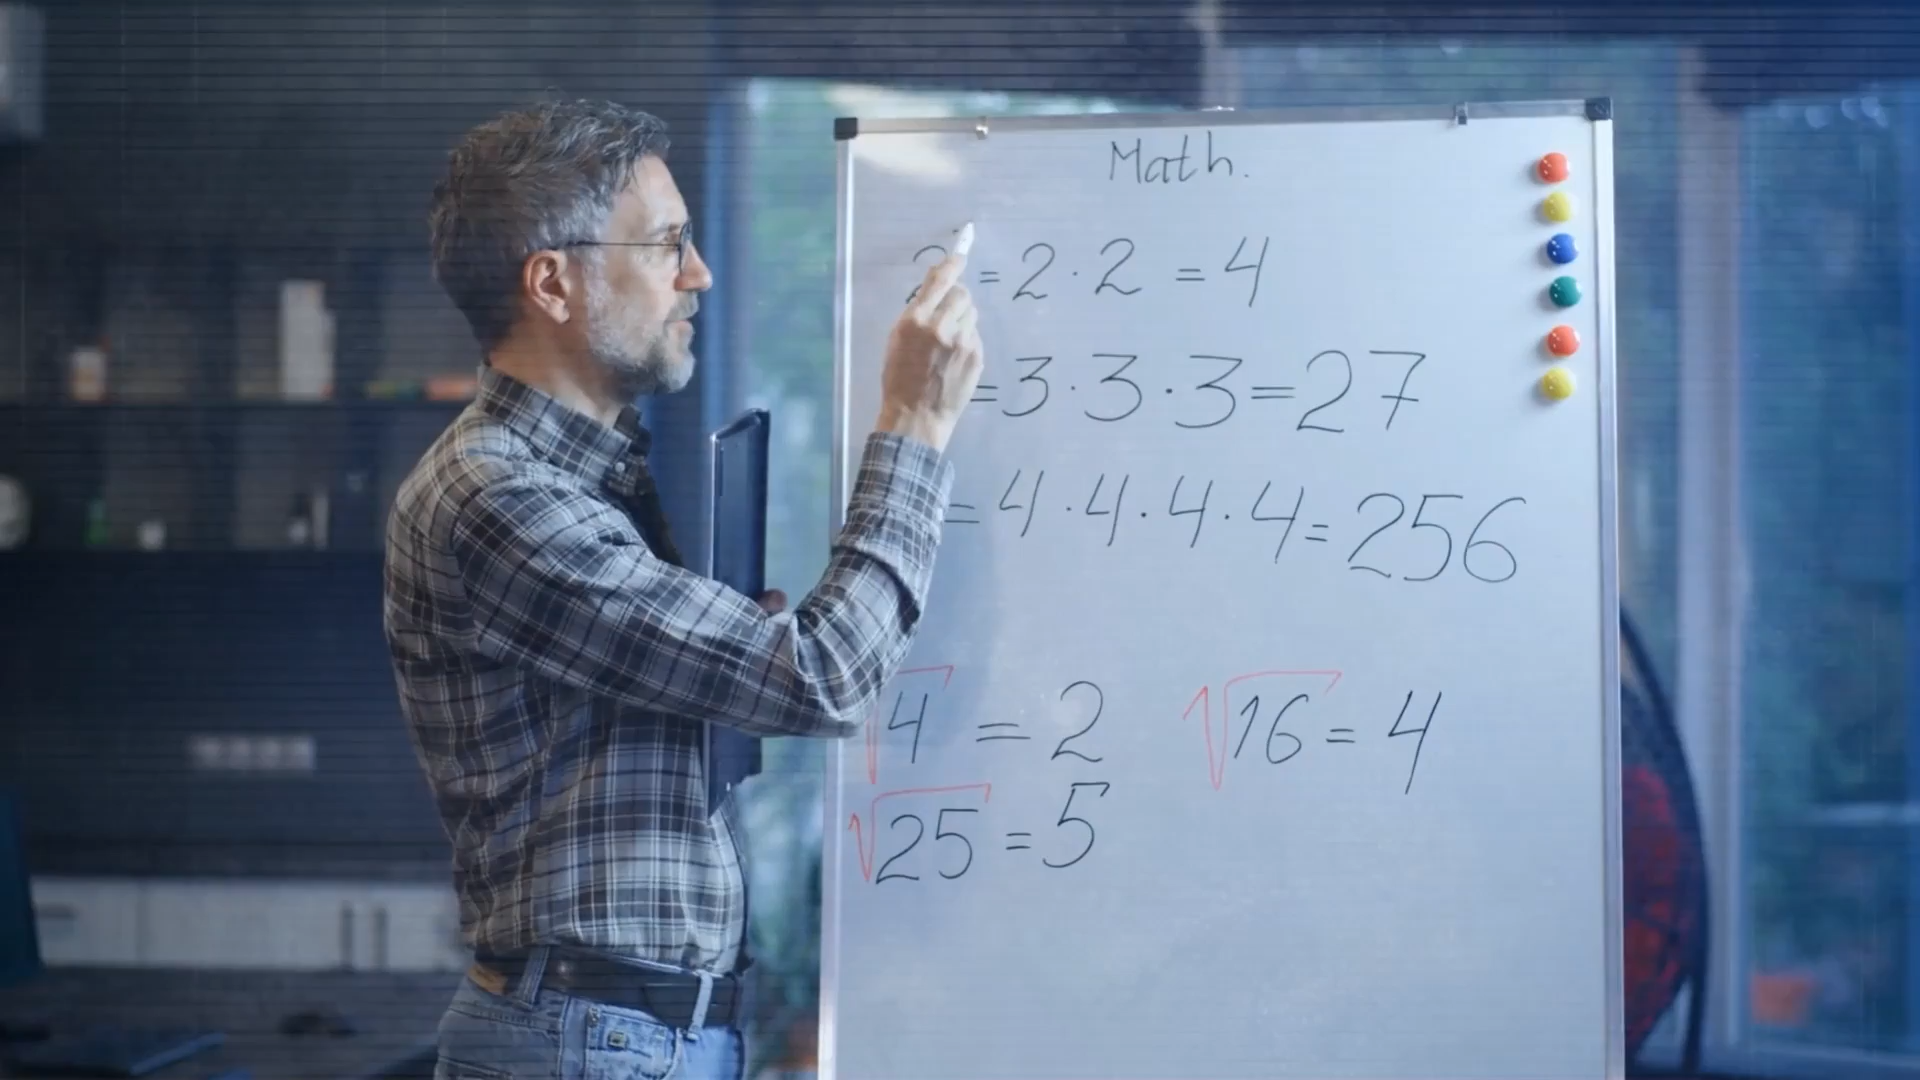 Math.
2 = 2 · 2 = 4
= 3 · 3 · 3 = 27
= 4 · 4 · 4 · 4 = 256
√4 = 2 √16 = 4
√25 = 5